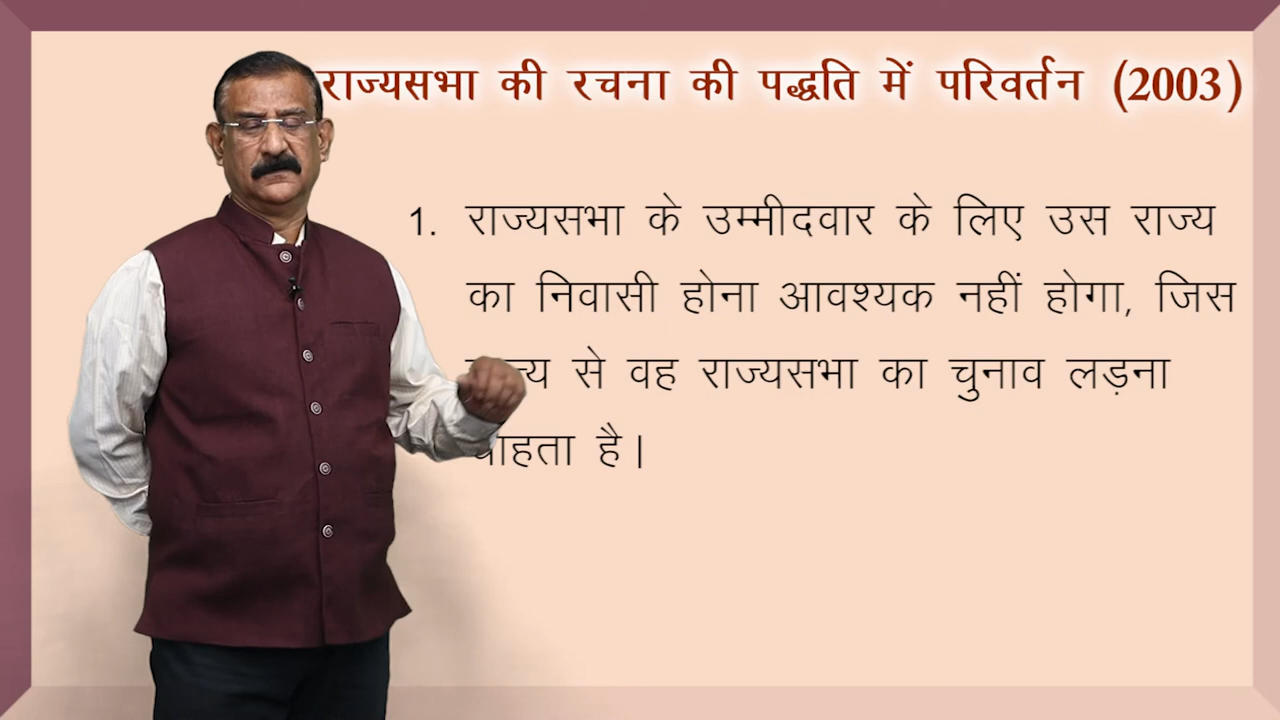 राज्यसभा की रचना की पद्धति में परिवर्तन (2003)
1. राज्यसभा के उम्मीदवार के लिए उस राज्य
का निवासी होना आवश्यक नहीं होगा, जिस
से वह राज्यसभा का चुनाव लड़ना
है।